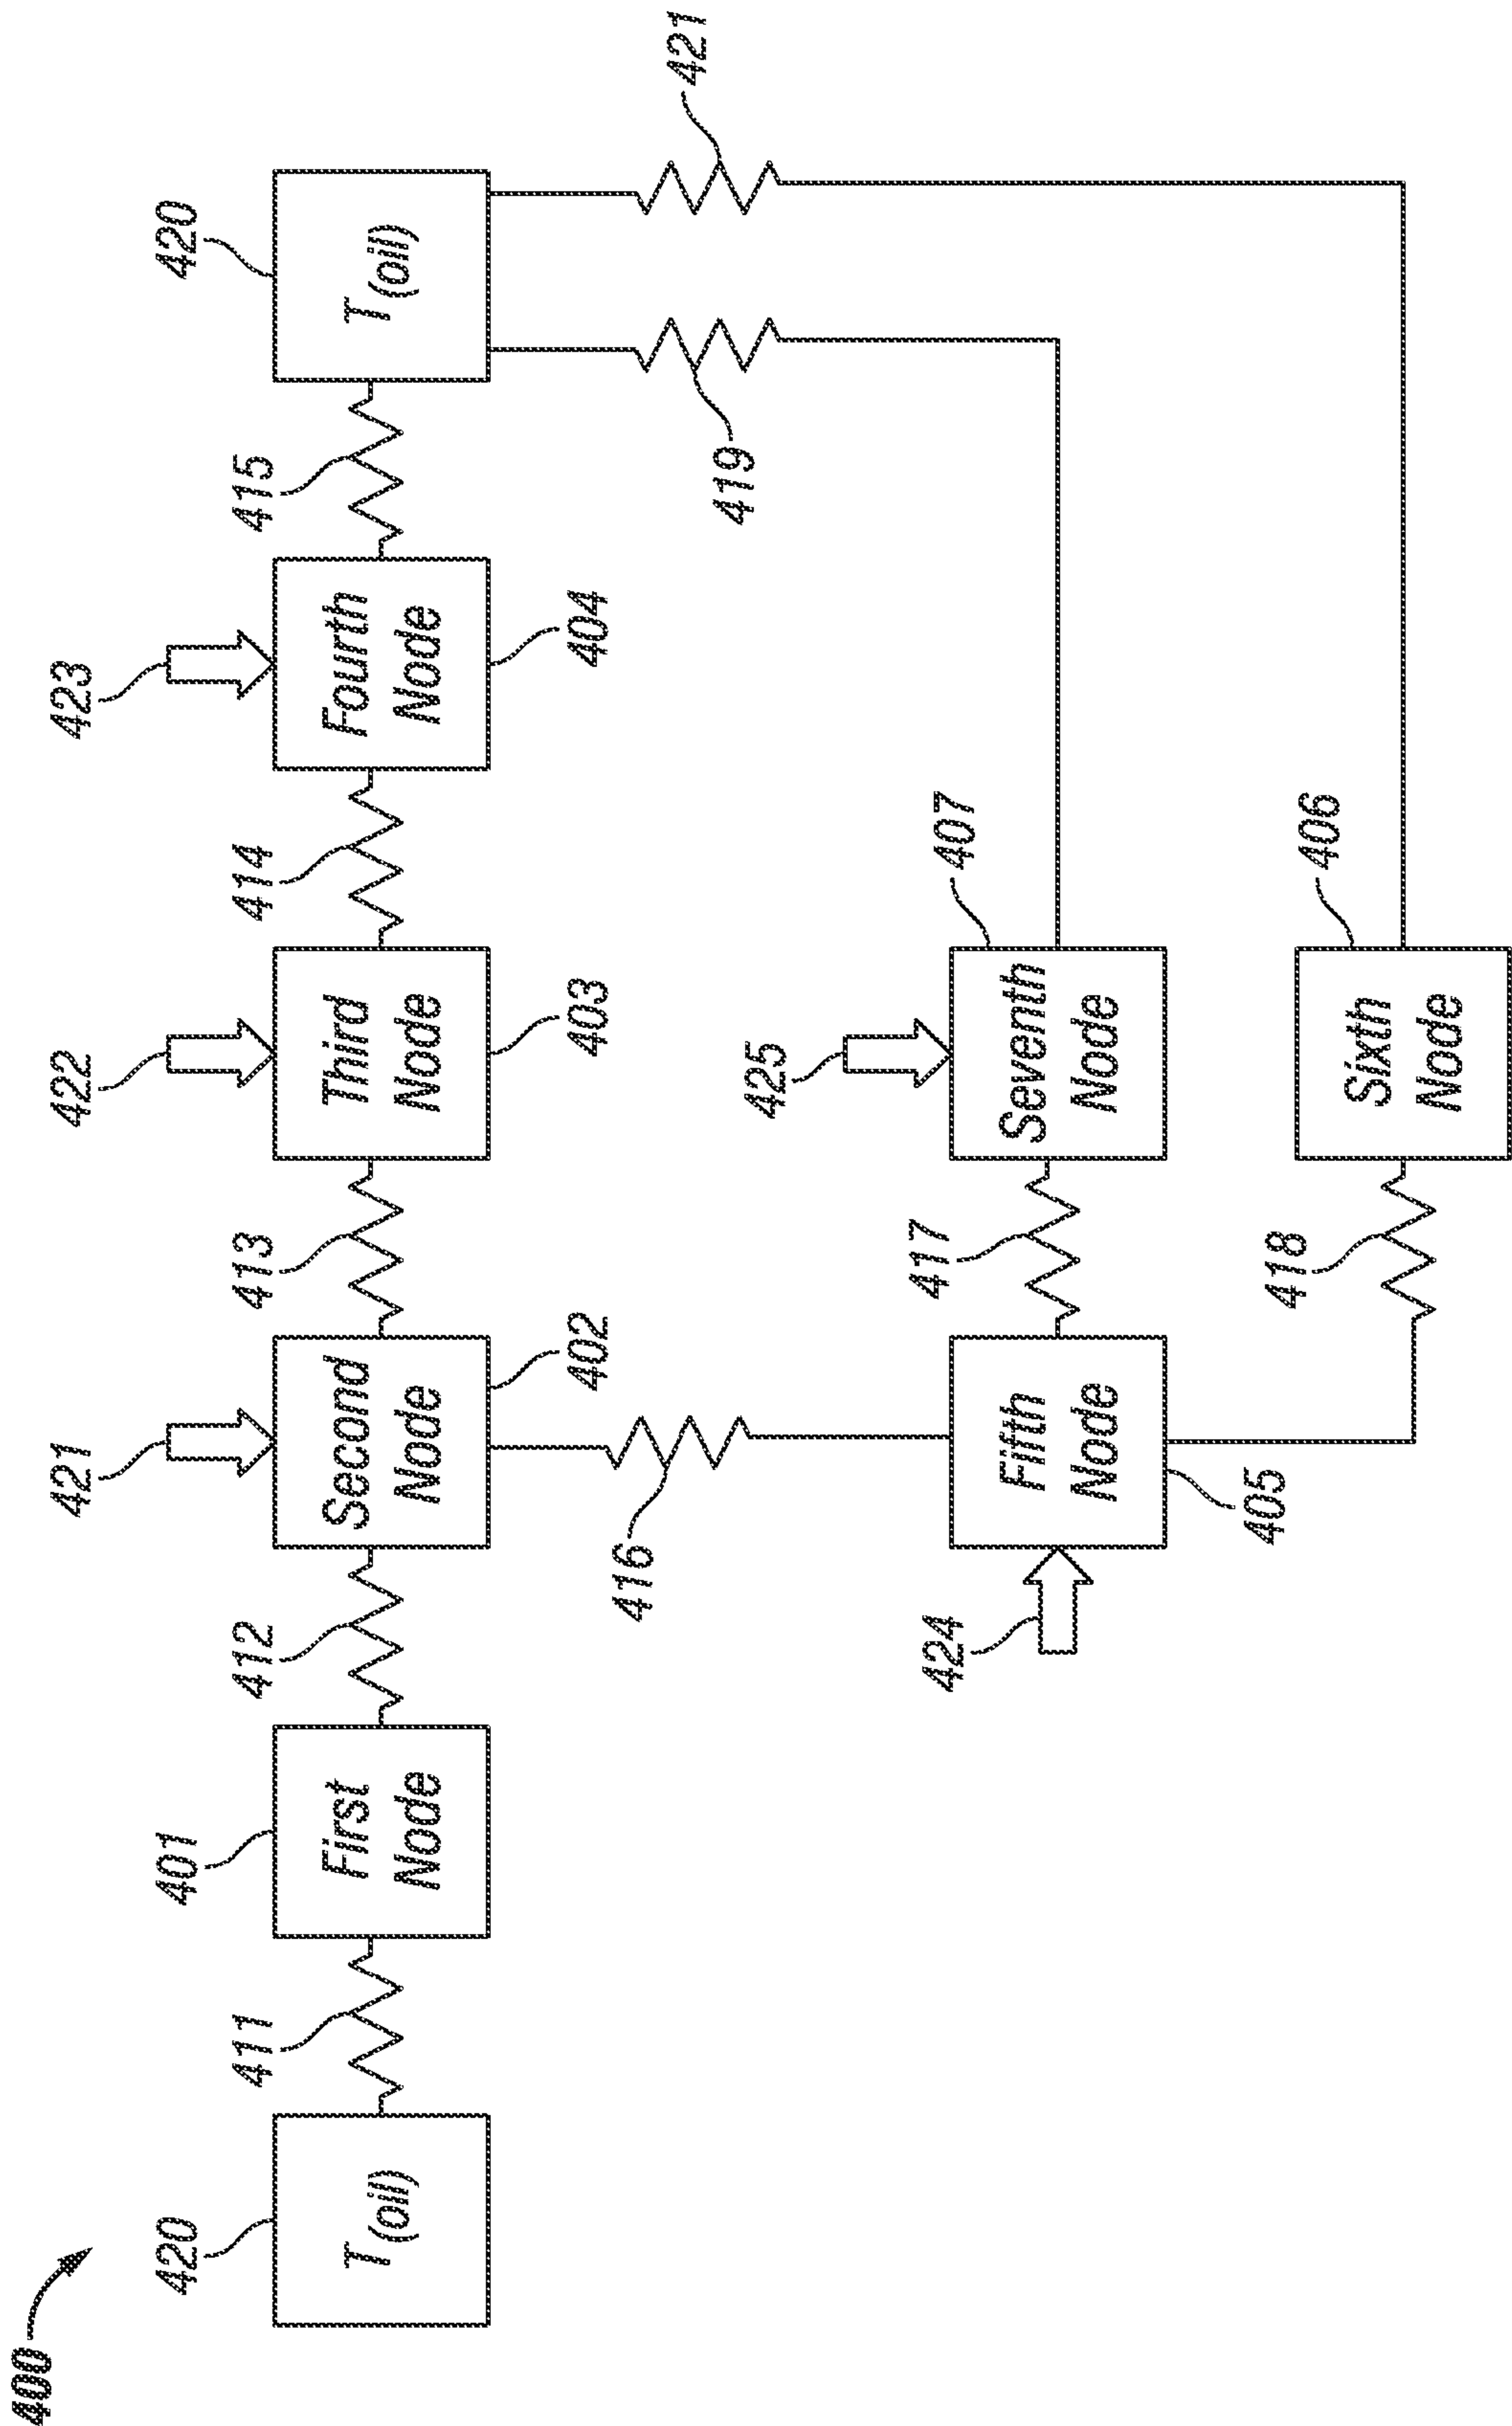 400
421
422
423
420
401
412
413
414
415
420
411
T(oil)
First
Node
Second
Node
Third
Node
Fourth
Node
T(oil)
402
403
404
416
419
421
424
425
417
407
Fifth
Node
Seventh
Node
405
418
406
Sixth
Node